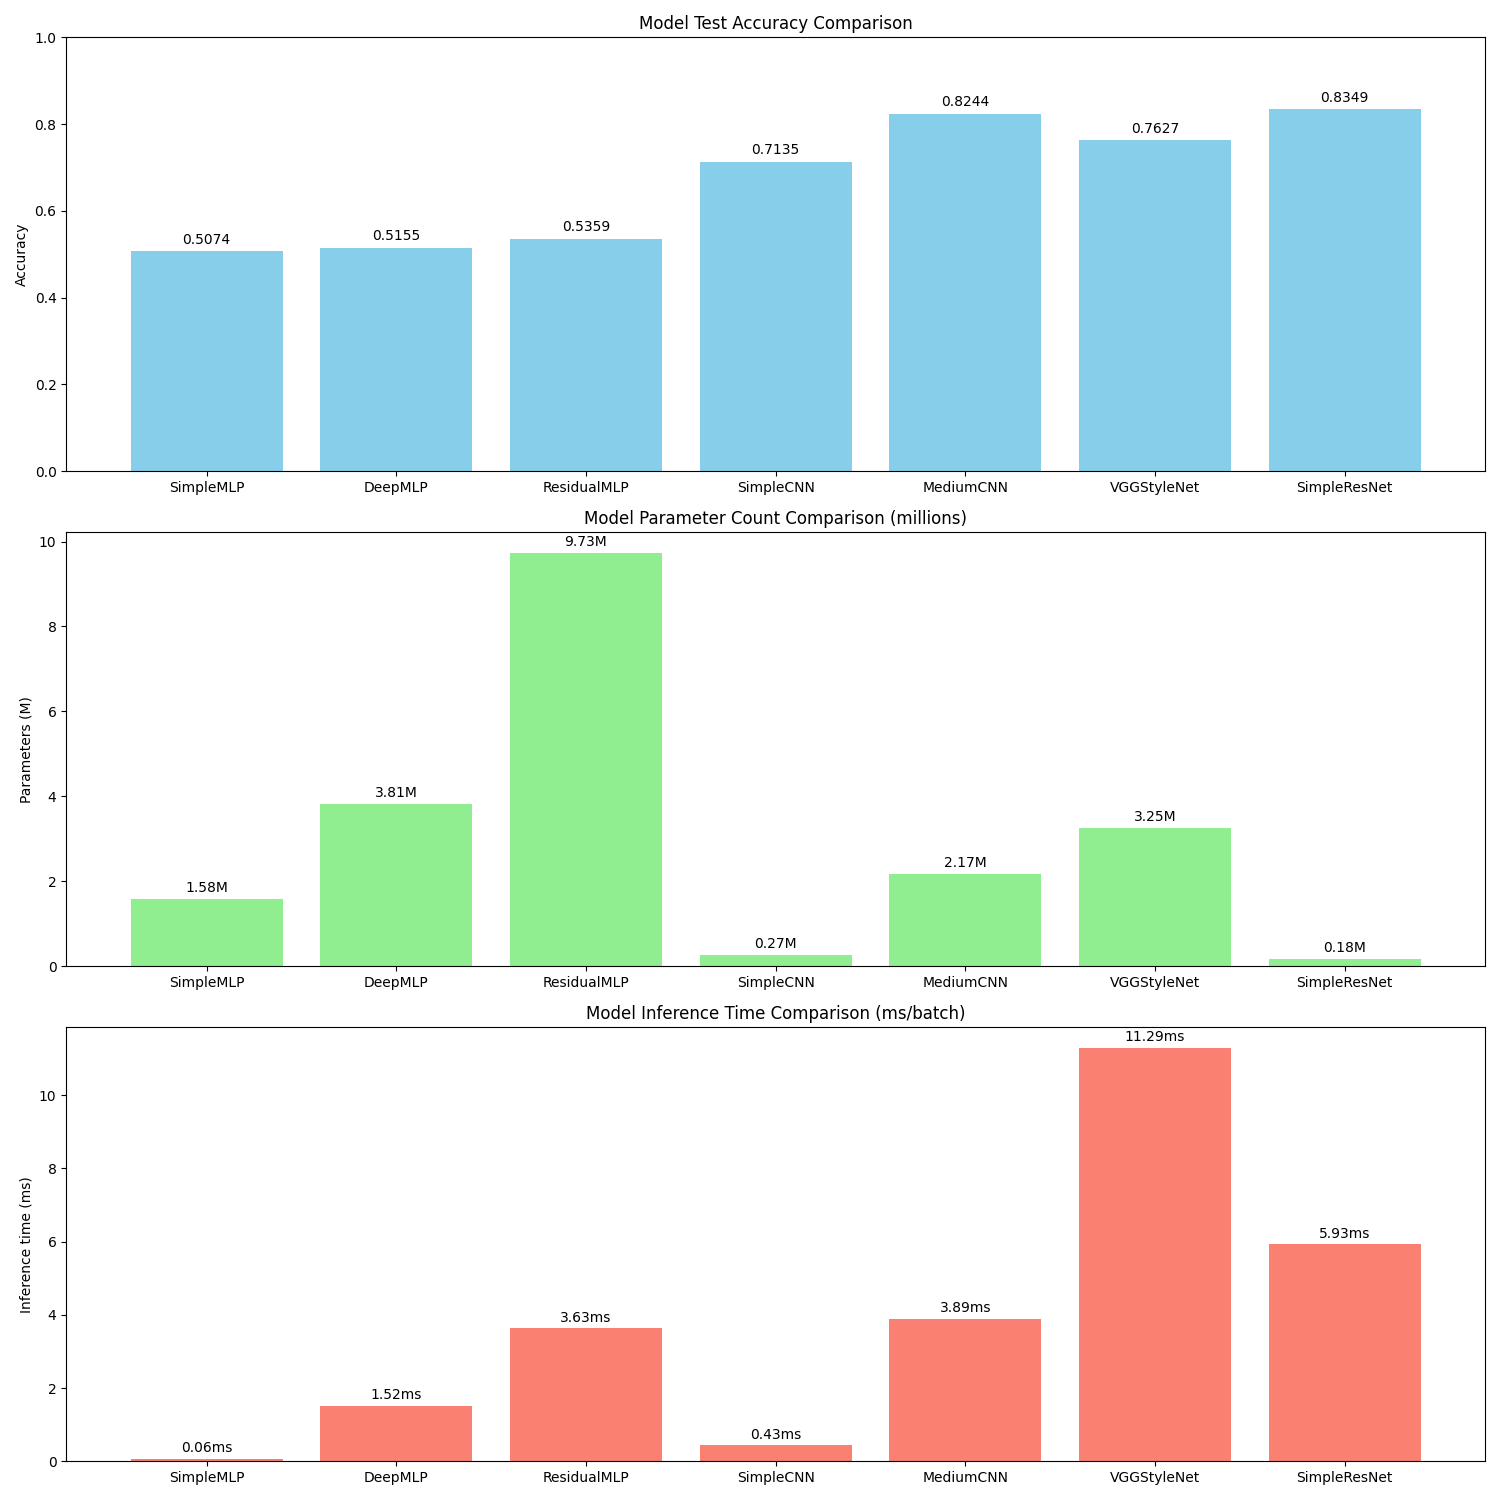 Model Test Accuracy Comparison
1.0
0.8
0.6
0.4
0.2
0.0
Accuracy
0.5074
0.5155
0.5359
0.7135
0.8244
0.7627
0.8349
SimpleMLP
DeepMLP
ResidualMLP
SimpleCNN
MediumCNN
VGGStyleNet
SimpleResNet
Model Parameter Count Comparison (millions)
10
8
6
4
2
0
Parameters (M)
1.58M
3.81M
9.73M
0.27M
2.17M
3.25M
0.18M
SimpleMLP
DeepMLP
ResidualMLP
SimpleCNN
MediumCNN
VGGStyleNet
SimpleResNet
Model Inference Time Comparison (ms/batch)
10
8
6
4
2
0
Inference time (ms)
0.06ms
1.52ms
3.63ms
0.43ms
3.89ms
11.29ms
5.93ms
SimpleMLP
DeepMLP
ResidualMLP
SimpleCNN
MediumCNN
VGGStyleNet
SimpleResNet